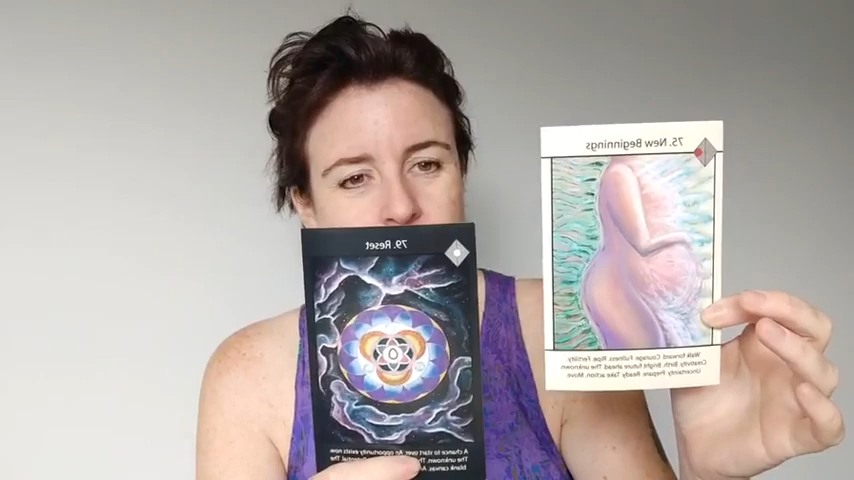 79. Reset
A chance to start over. An opportunity exists now
The unknown. The
blank canvas.
75. New Beginnings
Walk forward Courage. Fullness. Ripe. Fertility
Creativity. Birth. Bright future ahead. The unknown.
Uncertainty. Prepare. Ready. Take action. Move.